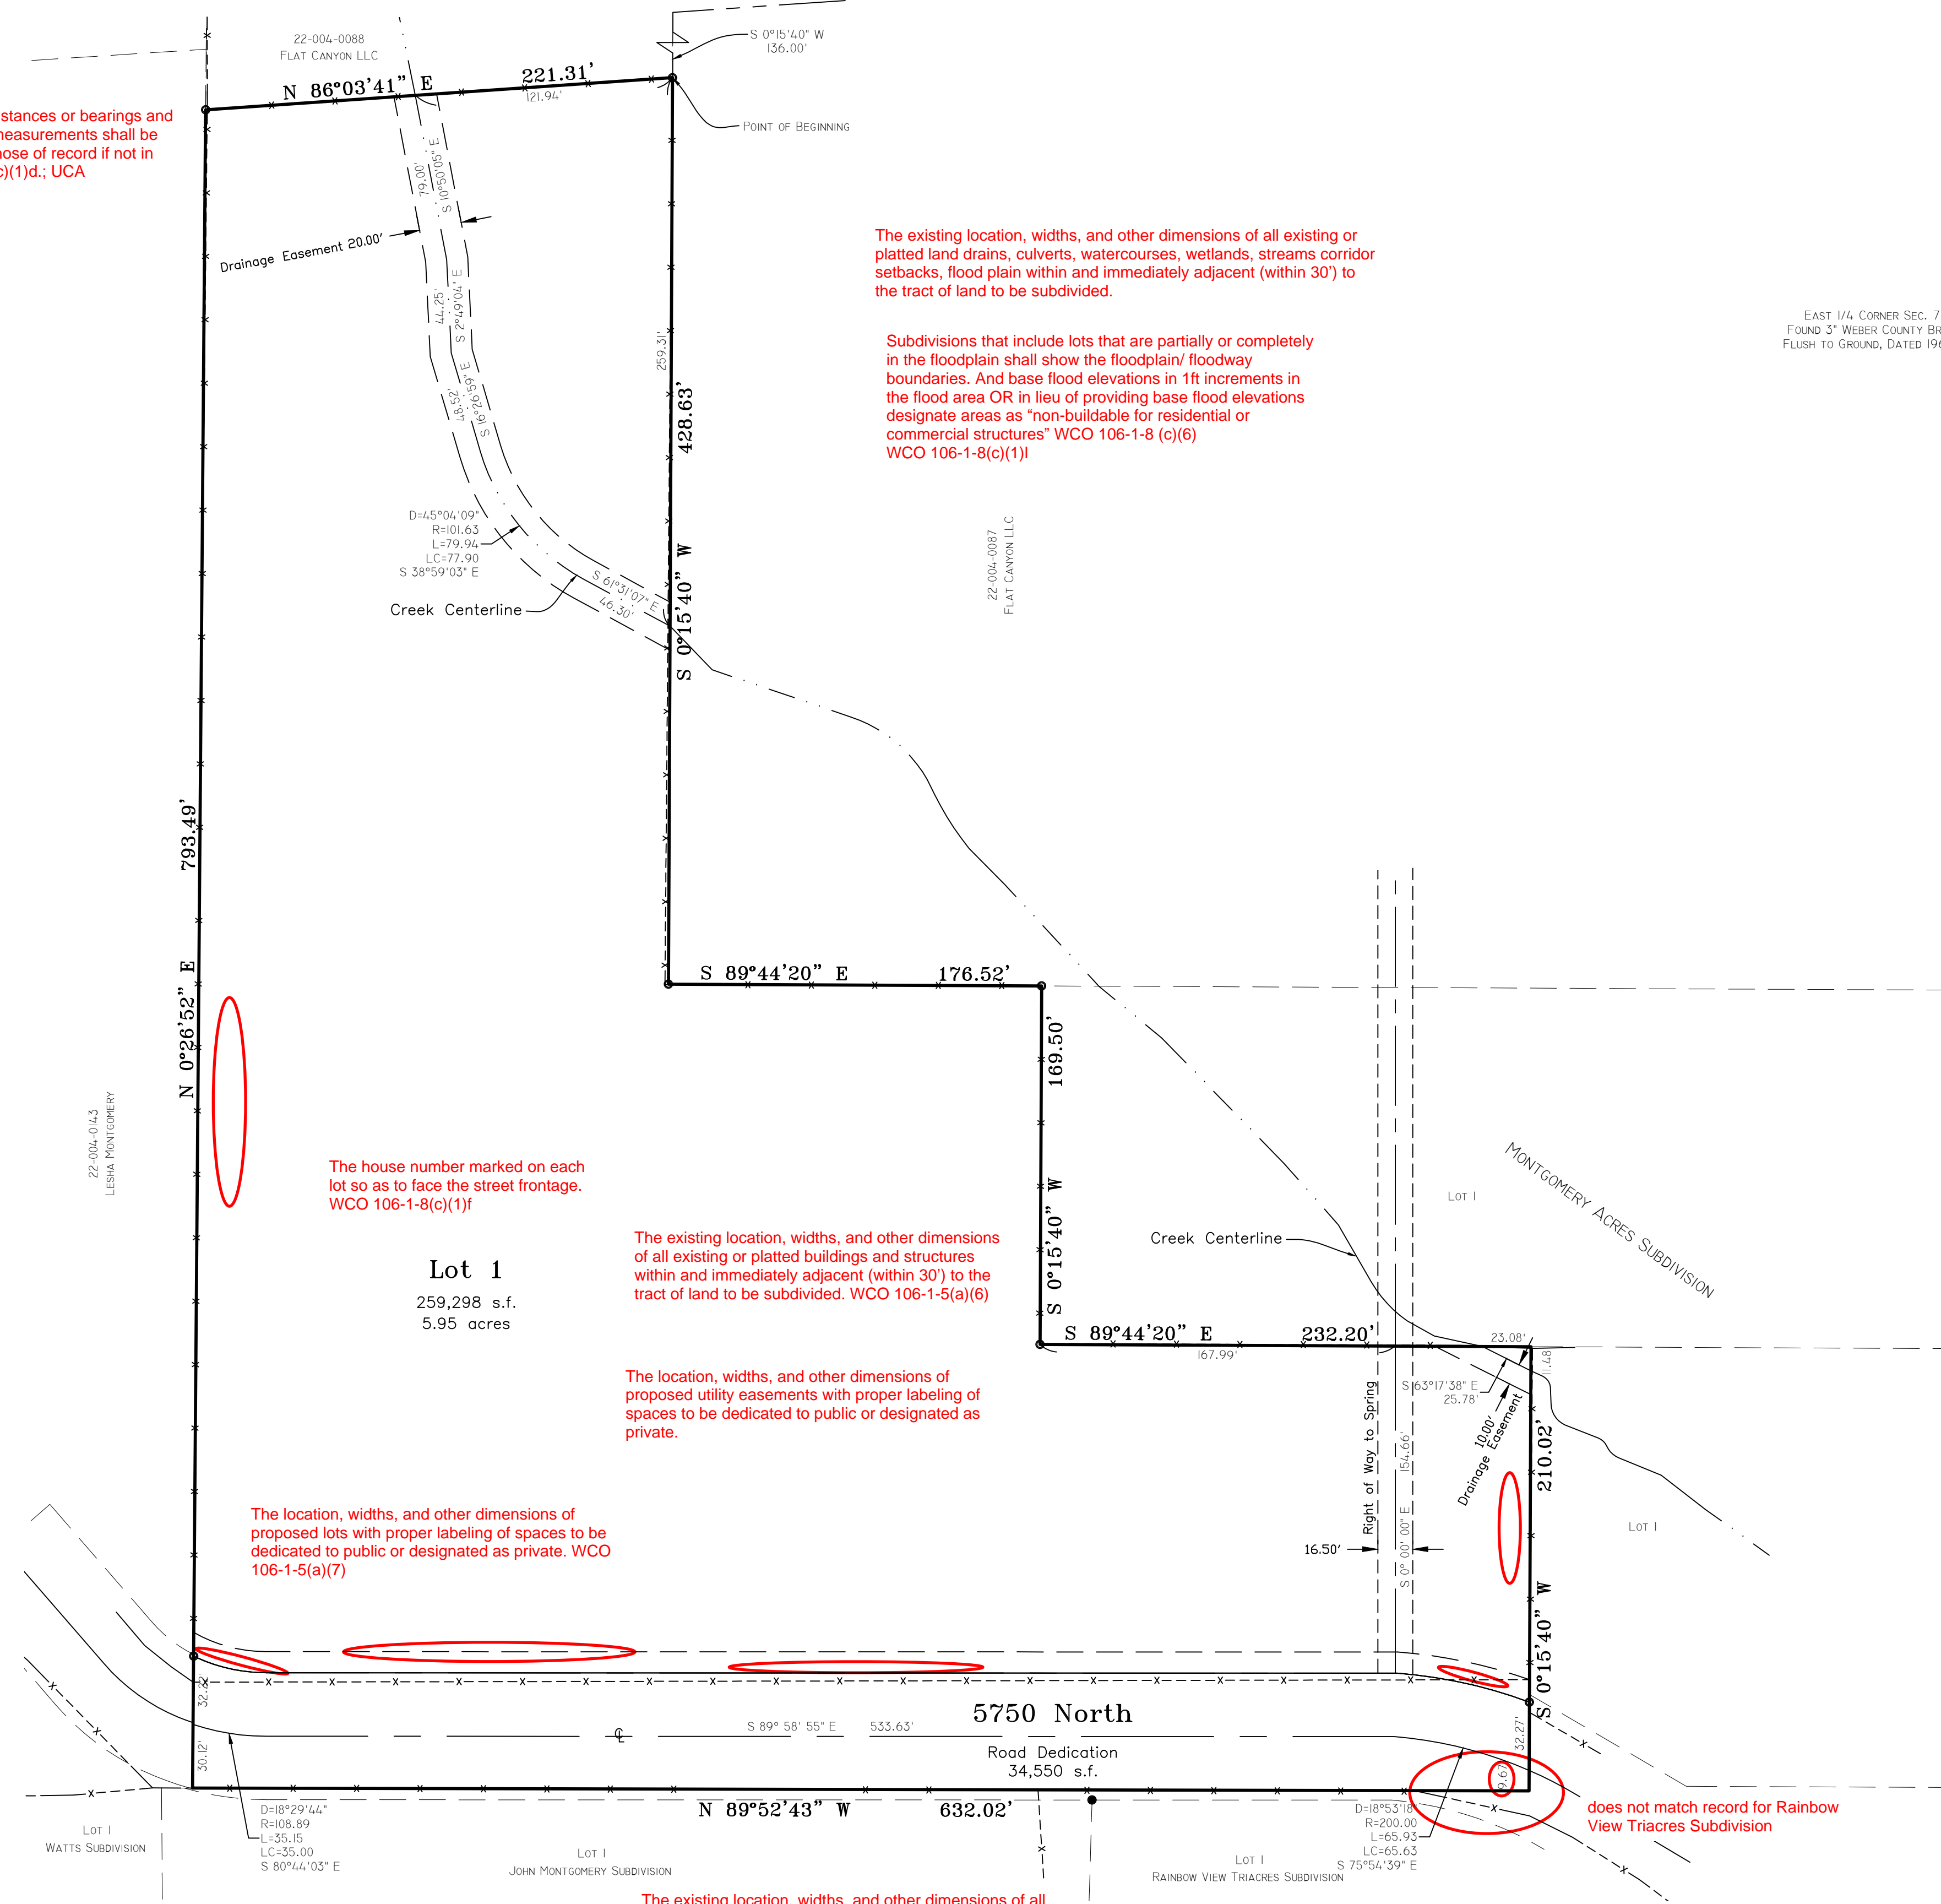 22-004-0088
FLAT CANYON LLC
S 0°15'40" W
136.00'
N 86°03'41" E
221.31'
121.94'
POINT OF BEGINNING
stances or bearings and
measurements shall be
nose of record if not in
c)(1)d.; UCA
79.00'
S 10°50'05" E
Drainage Easement 20.00'
44.25'
S 2°49'04" E
48.52'
S 16°26'59" E
259.31'
428.63'
S 0°15'40" W
The existing location, widths, and other dimensions of all existing or
platted land drains, culverts, watercourses, wetlands, streams corridor
setbacks, flood plain within and immediately adjacent (within 30') to
the tract of land to be subdivided.
Subdivisions that include lots that are partially or completely
in the floodplain shall show the floodplain/ floodway
boundaries. And base flood elevations in 1ft increments in
the flood area OR in lieu of providing base flood elevations
designate areas as “non-buildable for residential or
commercial structures” WCO 106-1-8 (c)(6)
WCO 106-1-8(c)(1)l
EAST 1/4 CORNER SEC. 7
FOUND 3" WEBER COUNTY BR
FLUSH TO GROUND, DATED 196
D=45°04'09"
R=101.63
L=79.94
LC=77.90
S 38°59'03" E
S 61°31'07" E
46.30'
Creek Centerline
22-004-0087
FLAT CANYON LLC
793.49'
N 0°26'52" E
S 89°44'20" E
176.52'
169.50'
S 0°15'40" W
22-004-0143
LESHA MONTGOMERY
The house number marked on each
lot so as to face the street frontage.
WCO 106-1-8(c)(1)f
Lot 1
259,298 s.f.
5.95 acres
The existing location, widths, and other dimensions
of all existing or platted buildings and structures
within and immediately adjacent (within 30') to the
tract of land to be subdivided. WCO 106-1-5(a)(6)
Creek Centerline
LOT 1
MONTGOMERY ACRES SUBDIVISION
S 89°44'20" E
232.20'
167.99'
23.08'
11.48'
S 63°17'38" E
25.78'
10.00'
Drainage Easement
The location, widths, and other dimensions of
proposed utility easements with proper labeling of
spaces to be dedicated to public or designated as
private.
Right of Way to Spring
154.66'
S 0° 00' 00" E
16.50'
210.02'
S 0°15'40" W
LOT 1
The location, widths, and other dimensions of
proposed lots with proper labeling of spaces to be
dedicated to public or designated as private. WCO
106-1-5(a)(7)
32.22'
30.12'
5750 North
S 89° 58' 55" E
533.63'
Road Dedication
34,550 s.f.
32.27'
9.67'
N 89°52'43" W
632.02'
D=18°29'44"
R=108.89
L=35.15
LC=35.00
S 80°44'03" E
D=18°53'18"
R=200.00
L=65.93
LC=65.63
S 75°54'39" E
does not match record for Rainbow
View Triacres Subdivision
LOT 1
WATTS SUBDIVISION
LOT 1
JOHN MONTGOMERY SUBDIVISION
LOT 1
RAINBOW VIEW TRIACRES SUBDIVISION
The existing location, widths, and other dimensions of all